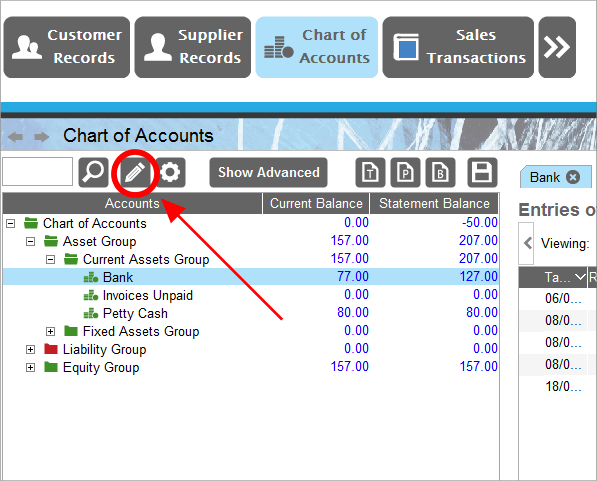 Customer Records
Supplier Records
Chart of Accounts
Sales Transactions
Chart of Accounts
Show Advanced
T
P
B
Bank
Entries o
Viewing:
Accounts Current Balance Statement Balance
Chart of Accounts 0.00 -50.00
Asset Group 157.00 207.00
Current Assets Group 157.00 207.00
Bank 77.00 127.00
Invoices Unpaid 0.00 0.00
Petty Cash 80.00 80.00
Fixed Assets Group 0.00 0.00
Liability Group 0.00 0.00
Equity Group 157.00 157.00
Ta... R
06/0...
08/0...
08/0...
08/0...
18/0...